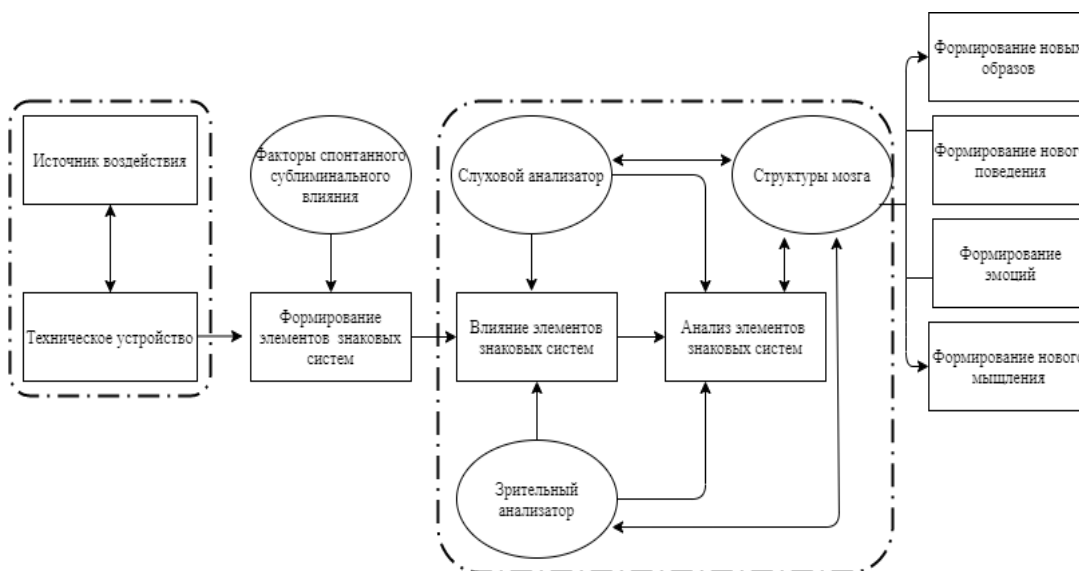 Источник воздействия
Техническое устройство
Факторы спонтанного
сублиминального
влияния
Формирование
элементов знаковых
систем
Слуховой анализатор
Структуры мозга
Влияние элементов
знаковых систем
Анализ элементов
знаковых систем
Зрительный
анализатор
Формирование новых
образов
Формирование нового
поведения
Формирование
эмоций
Формирование нового
мыщления